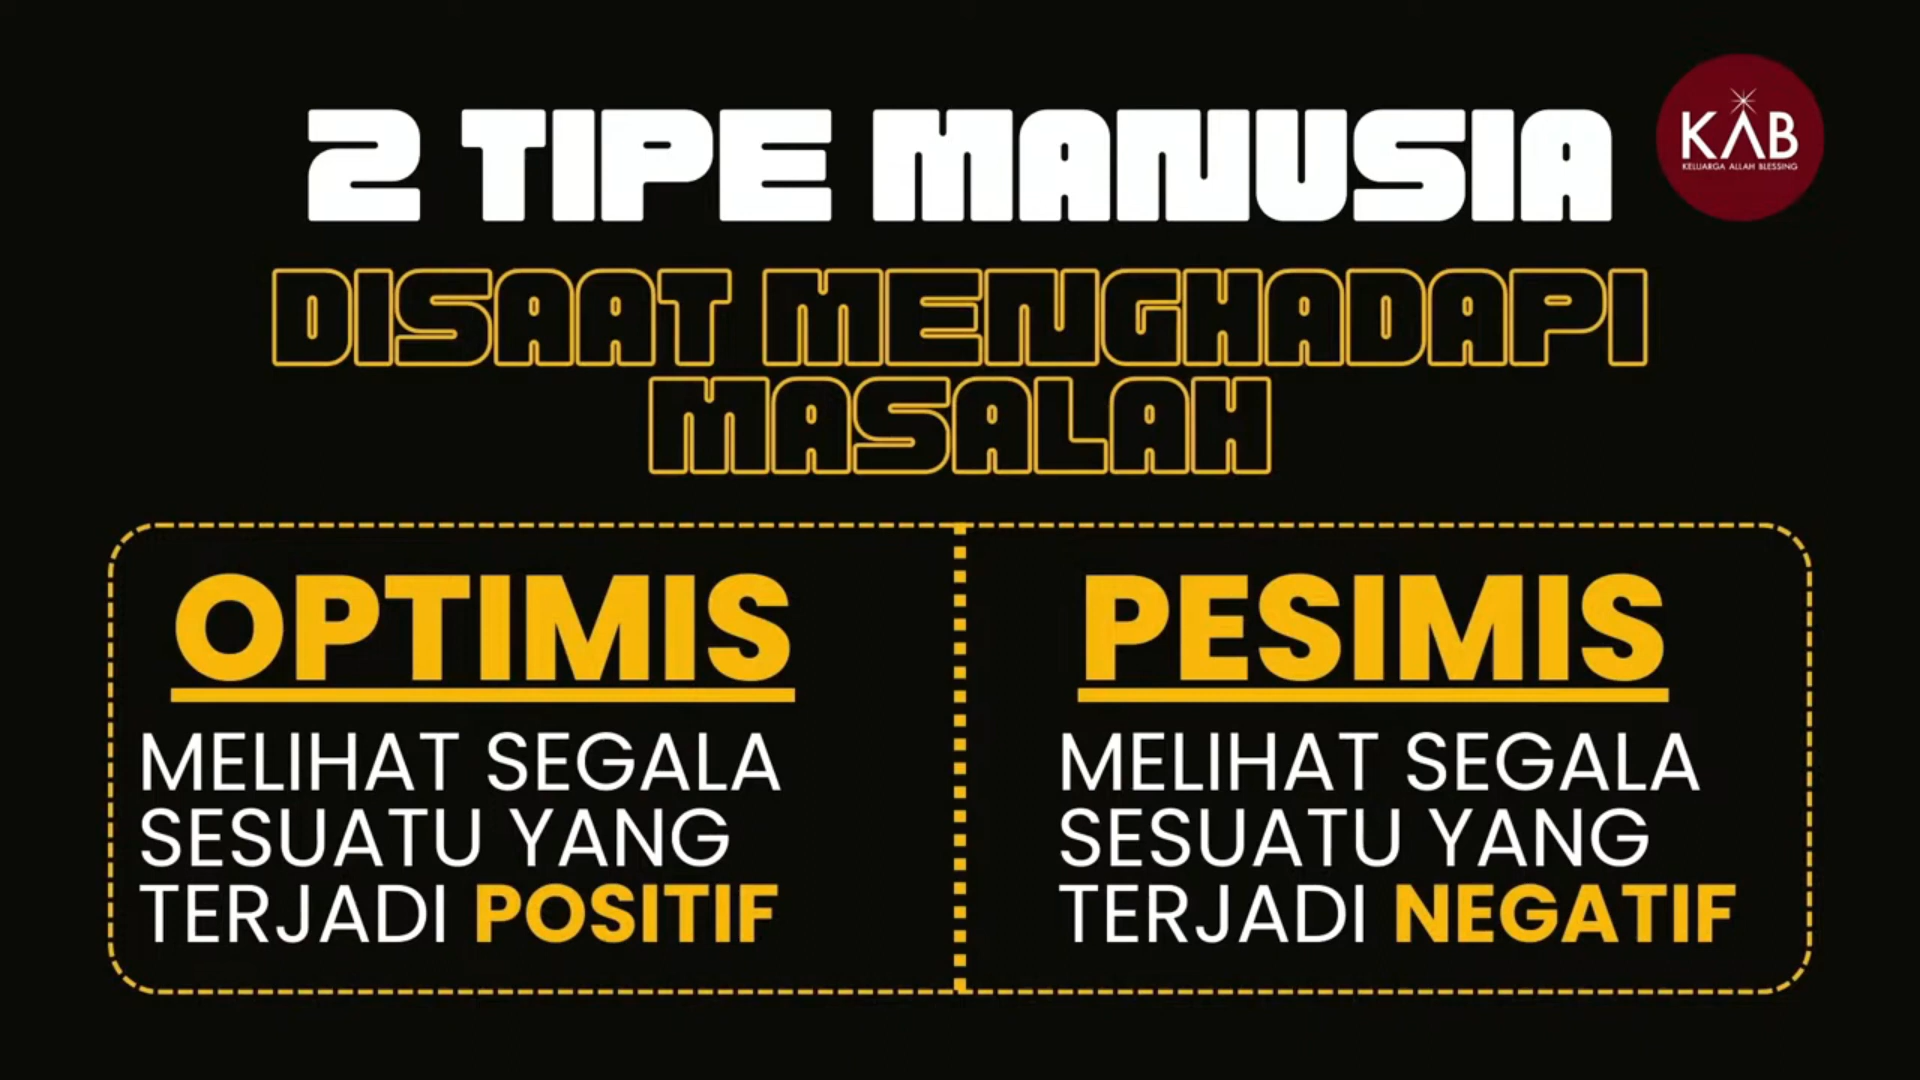 2 TIPE MANUSIA
KAB
KELUARGA ALLAH BLESSING
DISAAT MENGHADAPI
MASALAH
OPTIMIS
MELIHAT SEGALA
SESUATU YANG
TERJADI POSITIF
PESIMIS
MELIHAT SEGALA
SESUATU YANG
TERJADI NEGATIF